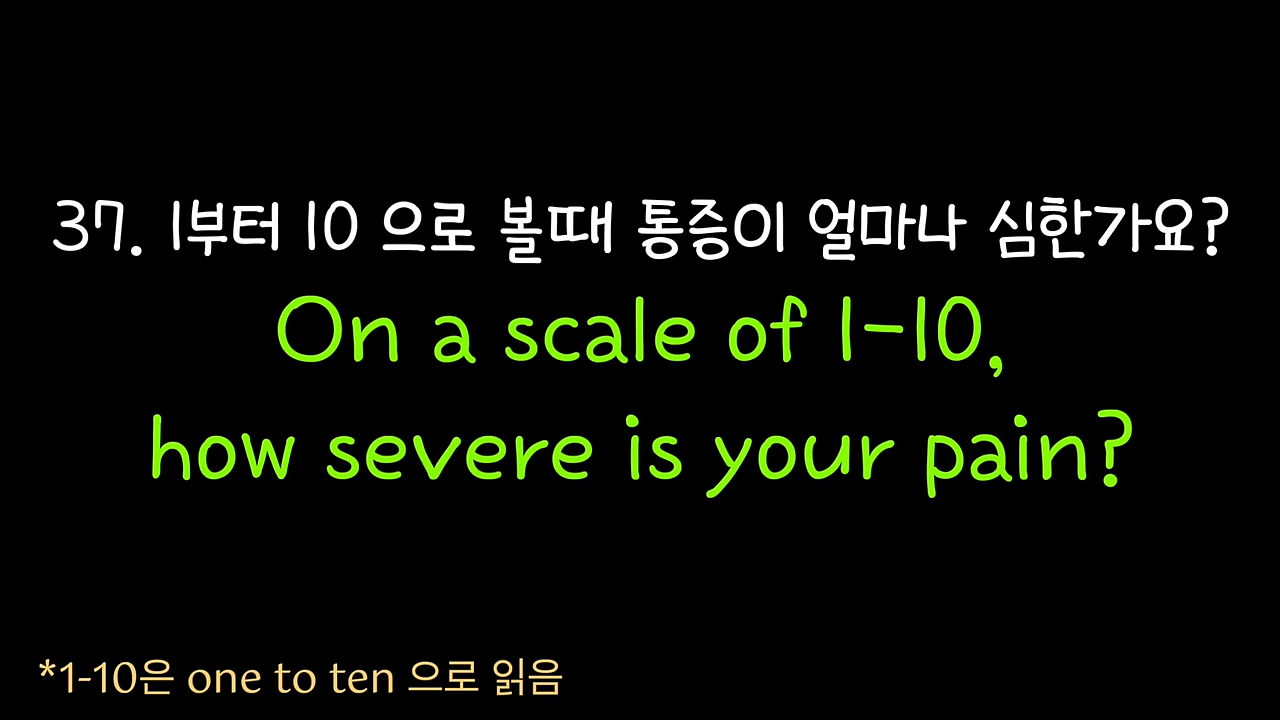 37. 1부터 10 으로 볼때 통증이 얼마나 심한가요?
On a scale of 1-10,
how severe is your pain?
*1-10은 one to ten 으로 읽음